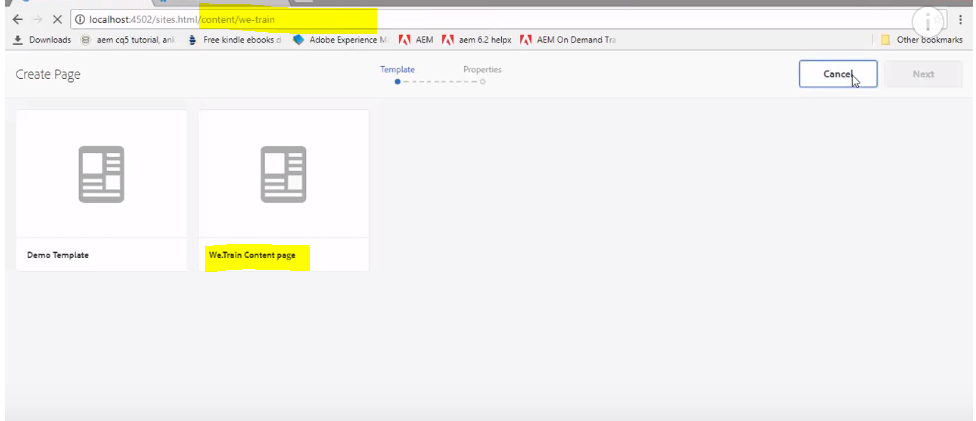 localhost:4502/sites.html/content/we-train
Downloads aem cq5 tutorial, Free kindle ebooks Adobe Experience AEM aem 6.2 helpx AEM On Demand Other bookmarks
Create Page Template Properties Cancel Next
Demo Template We.Train Content page